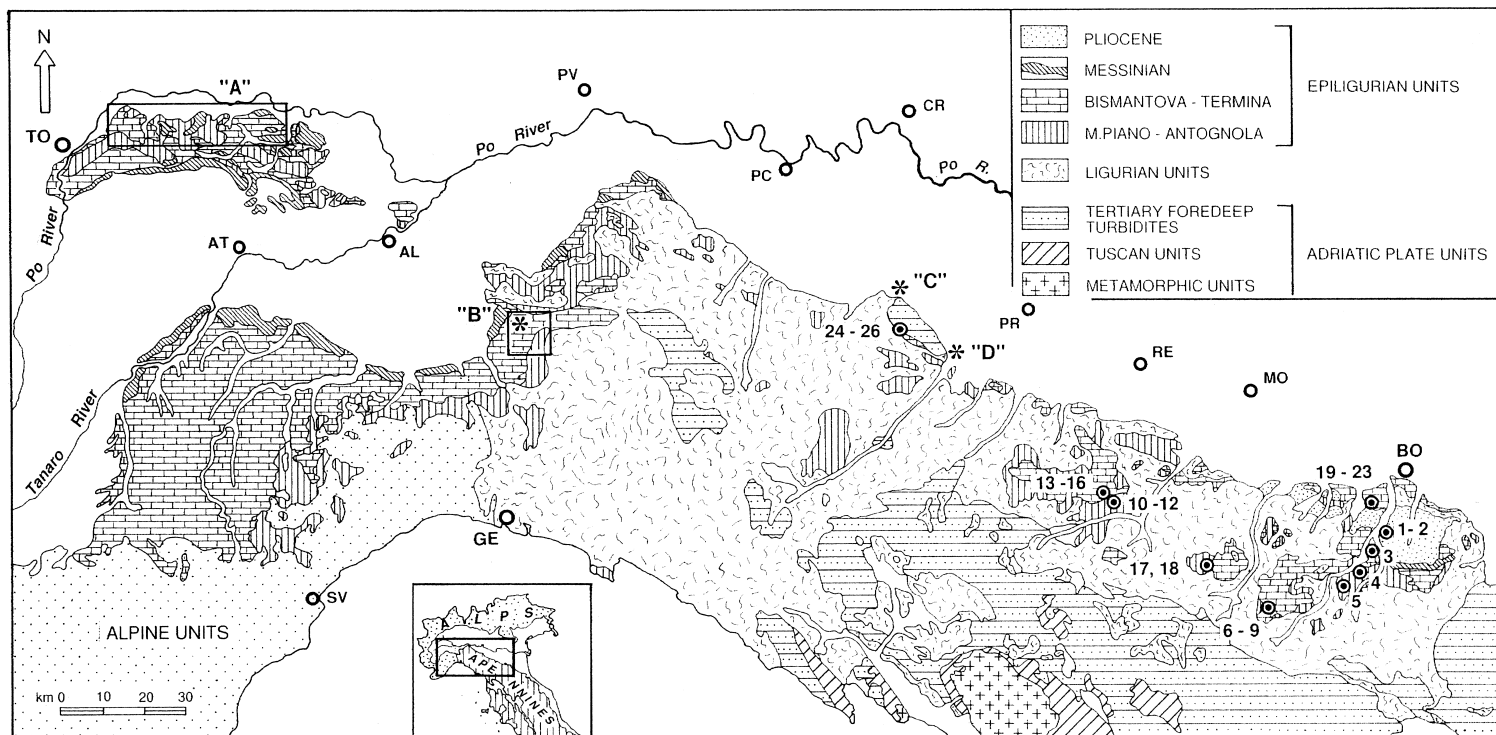 N
"A"
TO
PV
Po River
CR
PC
Po R.
Po River
AT
AL
"B"
"C"
24 - 26
"D"
PR
RE
MO
Tanaro River
GE
SV
ALPINE UNITS
13 -16
10 -12
17, 18
6 - 9
19 - 23
BO
1- 2
3
4
5
km 0 10 20 30
A L P S
APENNINES
PLIOCENE
MESSINIAN
BISMANTOVA - TERMINA
M.PIANO - ANTOGNOLA
EPILIGURIAN UNITS
LIGURIAN UNITS
TERTIARY FOREDEEP
TURBIDITES
TUSCAN UNITS
METAMORPHIC UNITS
ADRIATIC PLATE UNITS